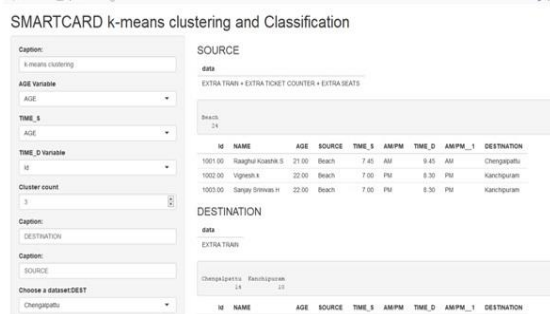 SMARTCARD k-means clustering and Classification
Caption:
k-means clustering
AGE Variable
AGE
TIME_S
AGE
TIME_D Variable
Id
Cluster count
3
Caption:
DESTINATION
Caption:
SOURCE
Choose a dataset:DEST
Chengalpattu
SOURCE
data
EXTRA TRAIN + EXTRA TICKET COUNTER + EXTRA SEATS
Beach
24
Id NAME AGE SOURCE TIME_S AM/PM TIME_D AM/PM__1 DESTINATION
1001.00 Raaghul Koashik.S 21.00 Beach 7.45 AM 9.45 AM Chengalpattu
1002.00 Vignesh.k 22.00 Beach 7.00 PM 8.30 PM Kanchipuram
1003.00 Sanjay Srinivas.H 22.00 Beach 7.00 PM 8.30 PM Kanchipuram
DESTINATION
data
EXTRA TRAIN
Chengalpattu Kanchipuram
14 10
Id NAME AGE SOURCE TIME_S AM/PM TIME_D AM/PM__1 DESTINATION